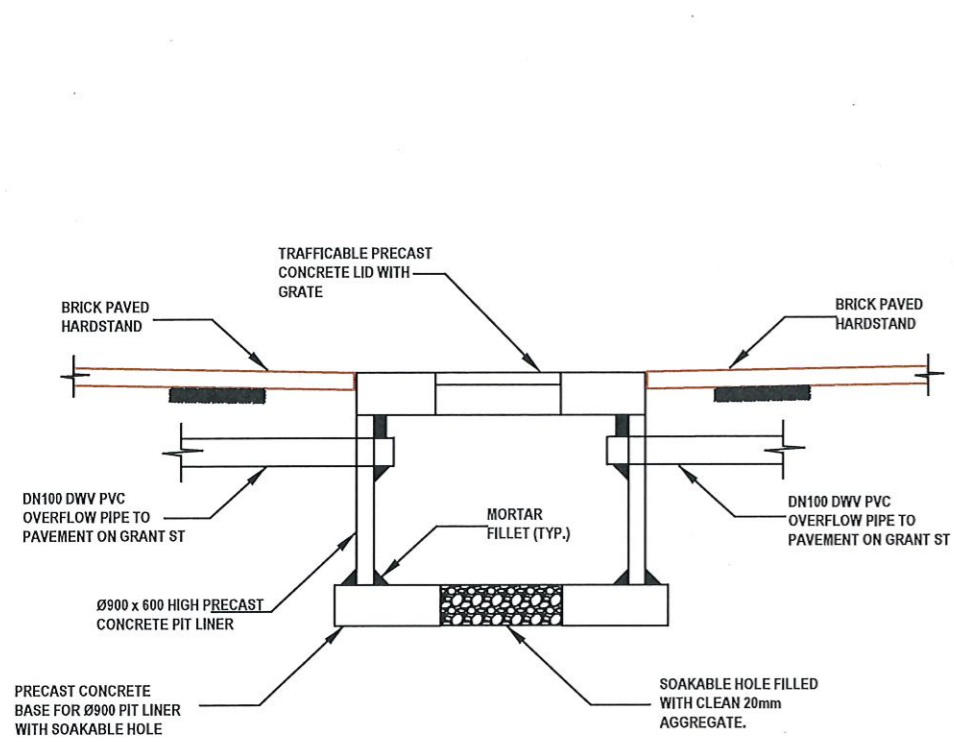 TRAFFICABLE PRECAST
CONCRETE LID WITH
GRATE
BRICK PAVED
HARDSTAND
BRICK PAVED
HARDSTAND
DN100 DWV PVC
OVERFLOW PIPE TO
PAVEMENT ON GRANT ST
MORTAR
FILLET (TYP.)
DN100 DWV PVC
OVERFLOW PIPE TO
PAVEMENT ON GRANT ST
Ø900 x 600 HIGH PRECAST
CONCRETE PIT LINER
PRECAST CONCRETE
BASE FOR Ø900 PIT LINER
WITH SOAKABLE HOLE
SOAKABLE HOLE FILLED
WITH CLEAN 20mm
AGGREGATE.